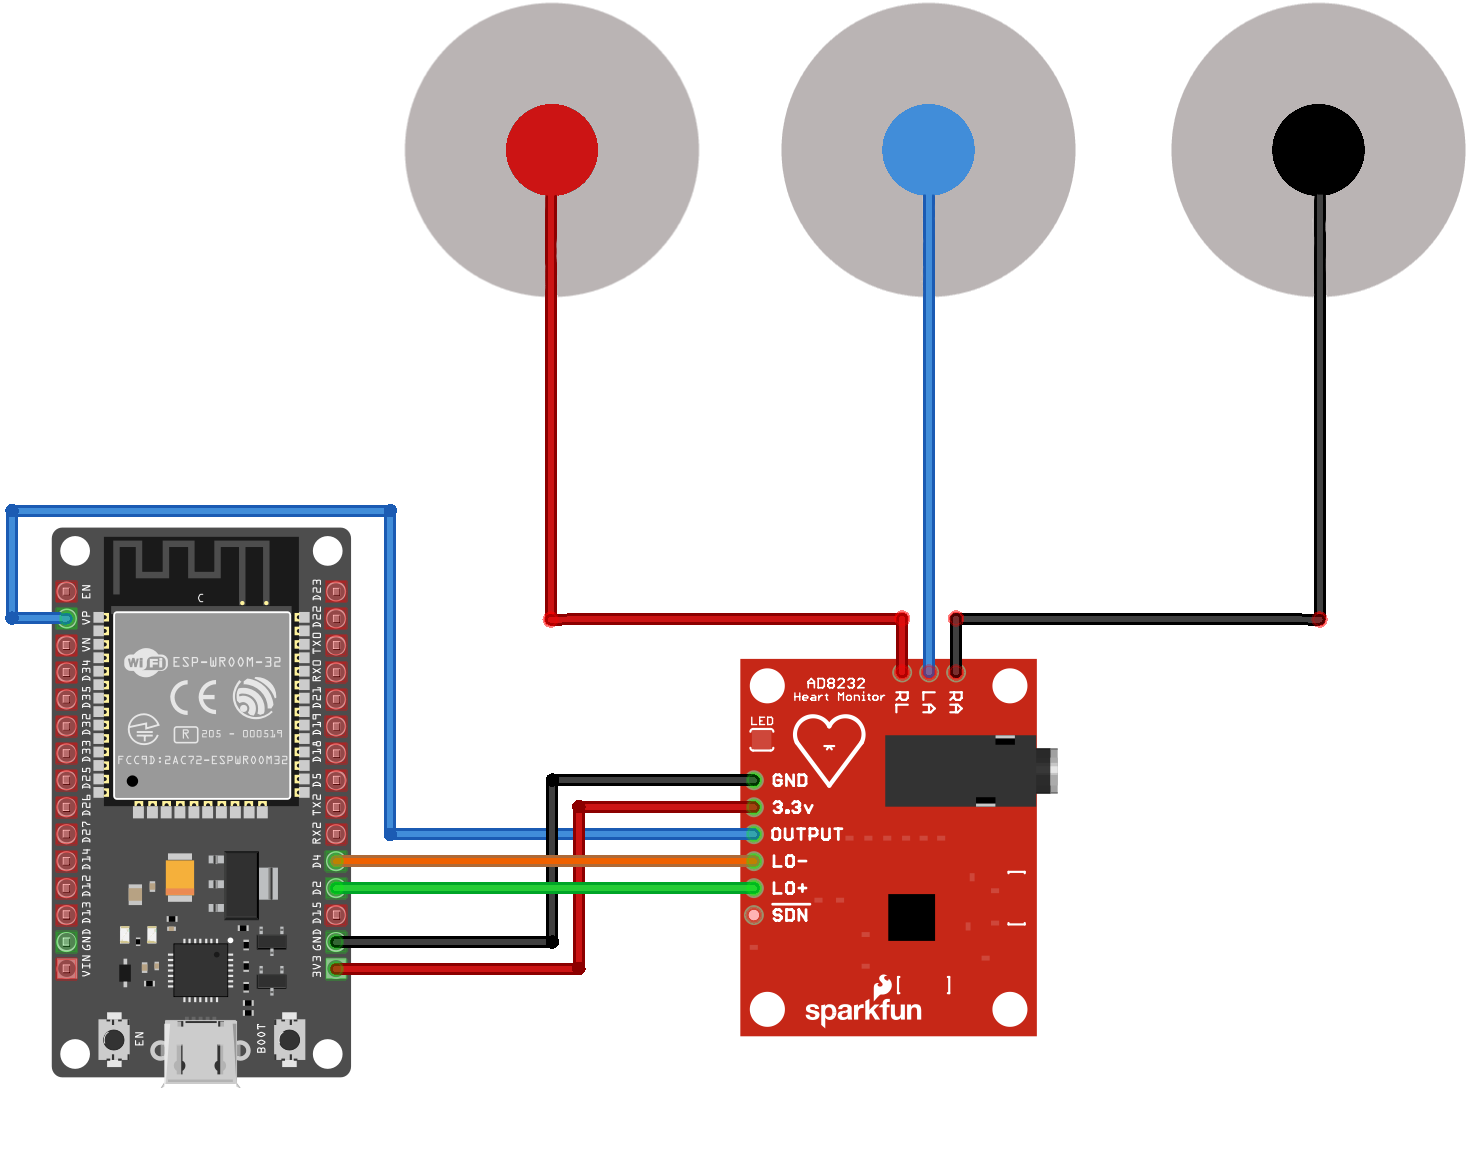 EN
VP
VN
D34
D35
D32
D33
D25
D26
D27
D14
D12
D13
GND
VIN
D23
D22
TX0
RX0
D21
D19
D18
D5
TX2
RX2
D4
D2
D15
GND
3V3
C
WiFi
ESP-WROOM-32
CE
R 205 - 000519
FCC9D:2AC72-ESPWROOM32
EN
BOOT
AD8232
Heart Monitor
RL
LA
RA
LED
GND
3.3v
OUTPUT
LO-
LO+
SDN
sparkfun